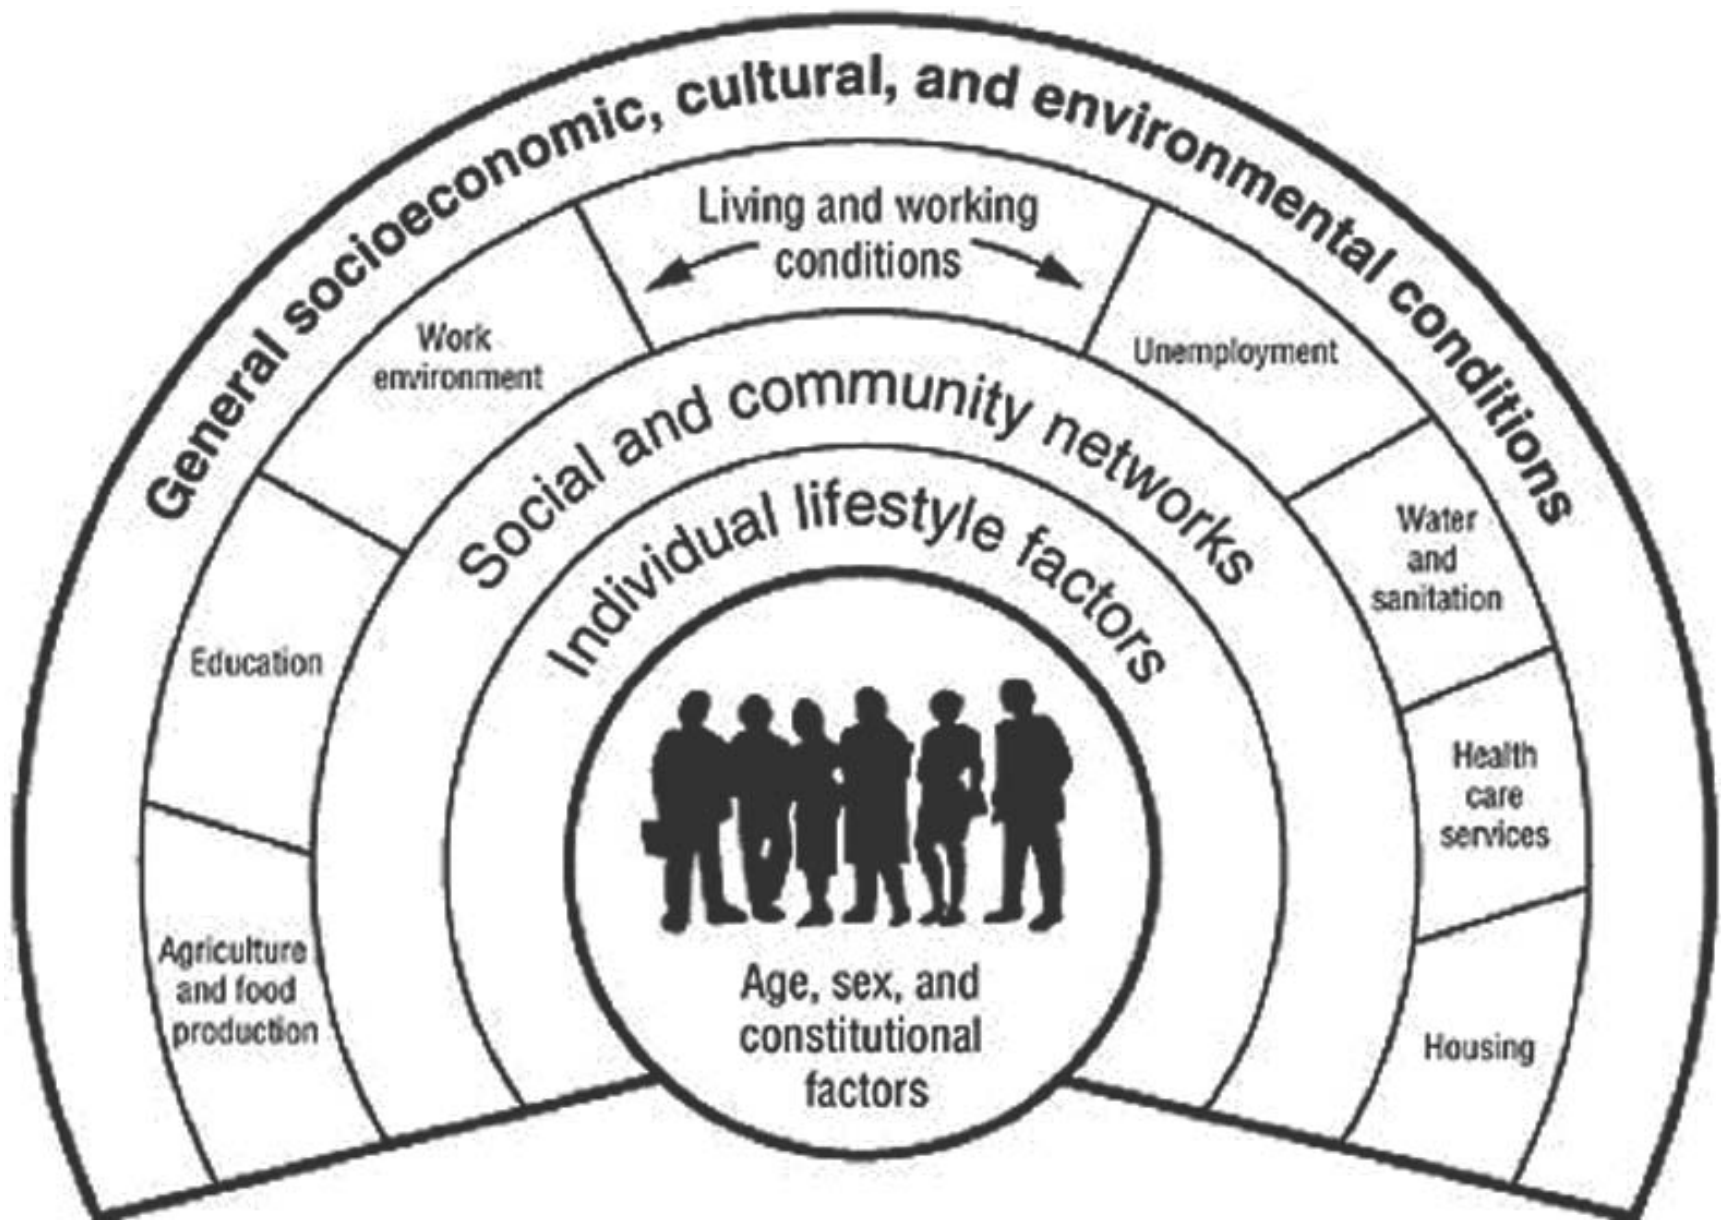 General socioeconomic, cultural, and environmental conditions
Living and working
conditions
Work
environment
Unemployment
Education
Water
and
sanitation
Agriculture
and food
production
Health
care
services
Housing
Social and community networks
Individual lifestyle factors
Age, sex, and
constitutional
factors